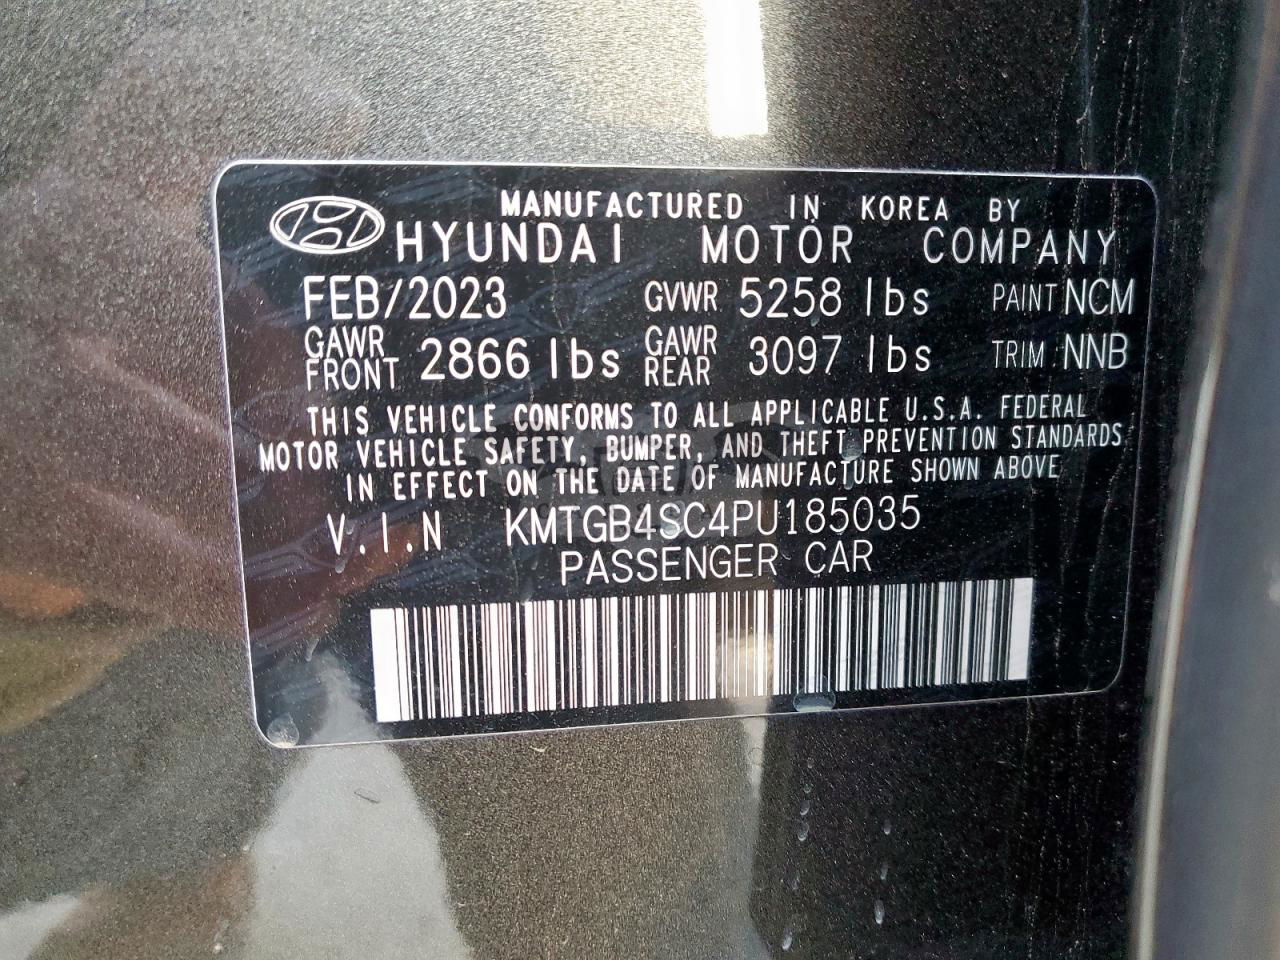 MANUFACTURED IN KOREA BY
HYUNDAI MOTOR COMPANY
FEB/2023 GVWR 5258 lbs PAINT NCM
GAWR FRONT 2866 lbs GAWR REAR 3097 lbs TRIM NNB
THIS VEHICLE CONFORMS TO ALL APPLICABLE U.S.A. FEDERAL
MOTOR VEHICLE SAFETY, BUMPER, AND THEFT PREVENTION STANDARDS
IN EFFECT ON THE DATE OF MANUFACTURE SHOWN ABOVE
V.I.N KMTGB4SC4PU185035
PASSENGER CAR